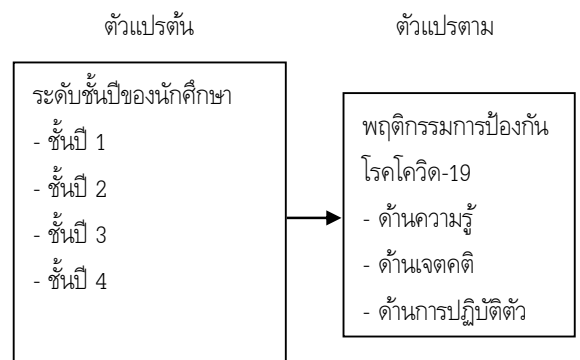 ตัวแปรต้น
ตัวแปรตาม
ระดับชั้นปีของนักศึกษา
- ชั้นปี 1
- ชั้นปี 2
- ชั้นปี 3
- ชั้นปี 4
พฤติกรรมการป้องกัน
โรคโควิด-19
- ด้านความรู้
- ด้านเจตคติ
- ด้านการปฏิบัติตัว